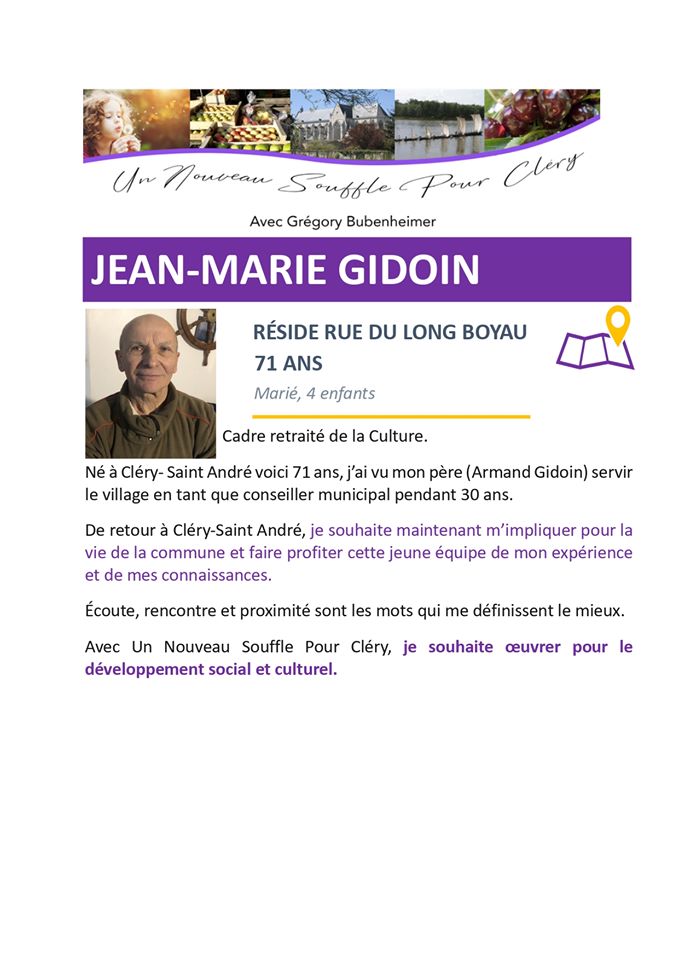 Un Nouveau Souffle Pour Cléry
Avec Grégory Bubenheimer
JEAN-MARIE GIDOIN
RÉSIDE RUE DU LONG BOYAU
71 ANS
Marié, 4 enfants
Cadre retraité de la Culture.
Né à Cléry- Saint André voici 71 ans, j’ai vu mon père (Armand Gidoin) servir
le village en tant que conseiller municipal pendant 30 ans.
De retour à Cléry-Saint André, je souhaite maintenant m’impliquer pour la
vie de la commune et faire profiter cette jeune équipe de mon expérience
et de mes connaissances.
Écoute, rencontre et proximité sont les mots qui me définissent le mieux.
Avec Un Nouveau Souffle Pour Cléry, je souhaite œuvrer pour le
développement social et culturel.